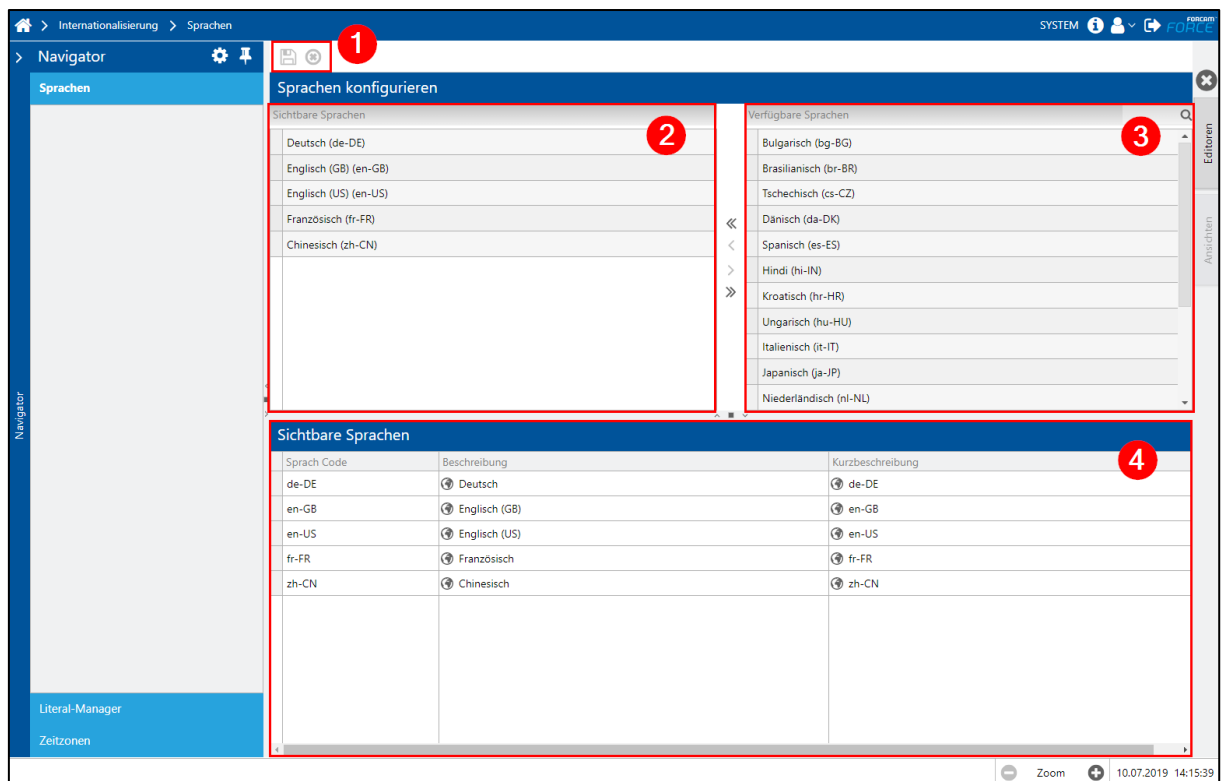 Internationalisierung > Sprachen
SYSTEM
FORCAM
FORCE
Navigator
1
Sprachen
Sprachen konfigurieren
Sichtbare Sprachen
2
Verfügbare Sprachen
3
Deutsch (de-DE)
Englisch (GB) (en-GB)
Englisch (US) (en-US)
Französisch (fr-FR)
Chinesisch (zh-CN)
Bulgarisch (bg-BG)
Brasilianisch (br-BR)
Tschechisch (cs-CZ)
Dänisch (da-DK)
Spanisch (es-ES)
Hindi (hi-IN)
Kroatisch (hr-HR)
Ungarisch (hu-HU)
Italienisch (it-IT)
Japanisch (ja-JP)
Niederländisch (nl-NL)
Editoren
Ansichten
Navigator
Sichtbare Sprachen
4
Sprach Code Beschreibung Kurzbeschreibung
de-DE Deutsch de-DE
en-GB Englisch (GB) en-GB
en-US Englisch (US) en-US
fr-FR Französisch fr-FR
zh-CN Chinesisch zh-CN
Literal-Manager
Zeitzonen
Zoom 10.07.2019 14:15:39